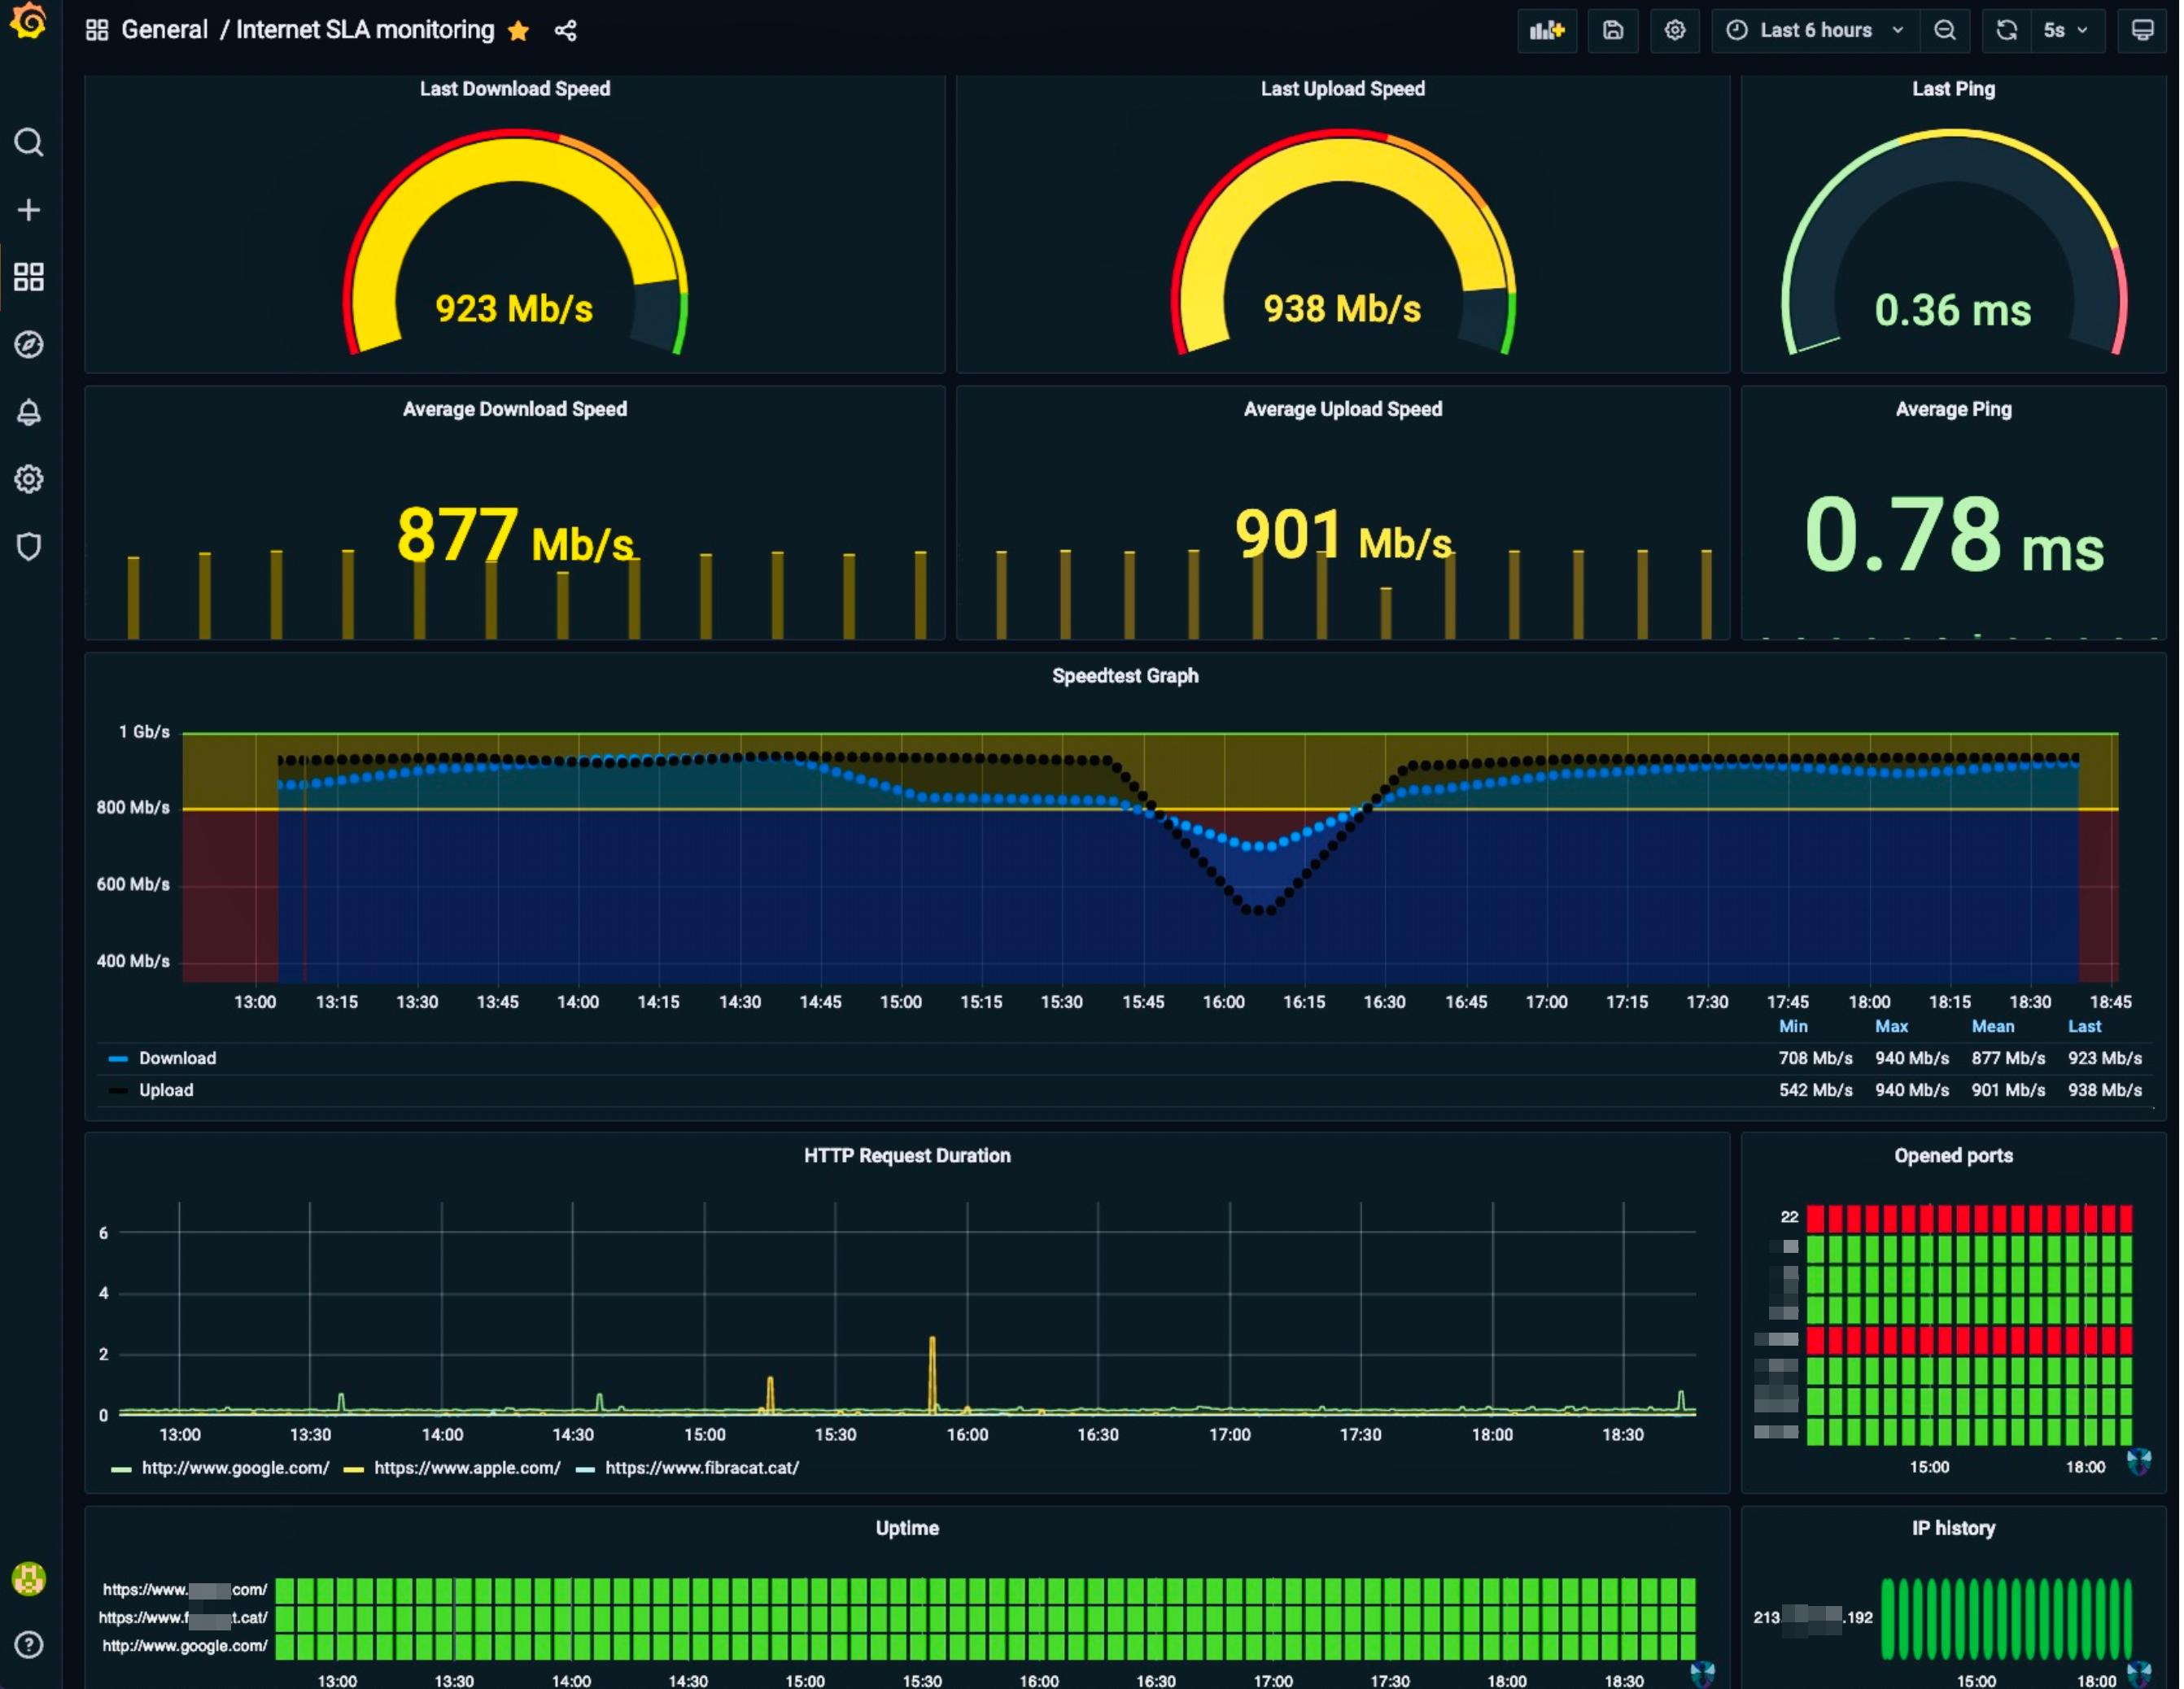 General / Internet SLA monitoring
Last 6 hours
5s
Last Download Speed
Last Upload Speed
Last Ping
923 Mb/s
938 Mb/s
0.36 ms
Average Download Speed
Average Upload Speed
Average Ping
877 Mb/s
901 Mb/s
0.78 ms
Speedtest Graph
1 Gb/s
800 Mb/s
600 Mb/s
400 Mb/s
13:00 13:15 13:30 13:45 14:00 14:15 14:30 14:45 15:00 15:15 15:30 15:45 16:00 16:15 16:30 16:45 17:00 17:15 17:30 17:45 18:00 18:15 18:30 18:45
Min Max Mean Last
Download 708 Mb/s 940 Mb/s 877 Mb/s 923 Mb/s
Upload 542 Mb/s 940 Mb/s 901 Mb/s 938 Mb/s
HTTP Request Duration
6
4
2
0
13:00 13:30 14:00 14:30 15:00 15:30 16:00 16:30 17:00 17:30 18:00 18:30
http://www.google.com/ https://www.apple.com/ https://www.fibracat.cat/
Opened ports
22
15:00 18:00
Uptime
https://www. com/
https://www.f t.cat/
http://www.google.com/
13:00 13:30 14:00 14:30 15:00 15:30 16:00 16:30 17:00 17:30 18:00 18:30
IP history
213 .192
15:00 18:00